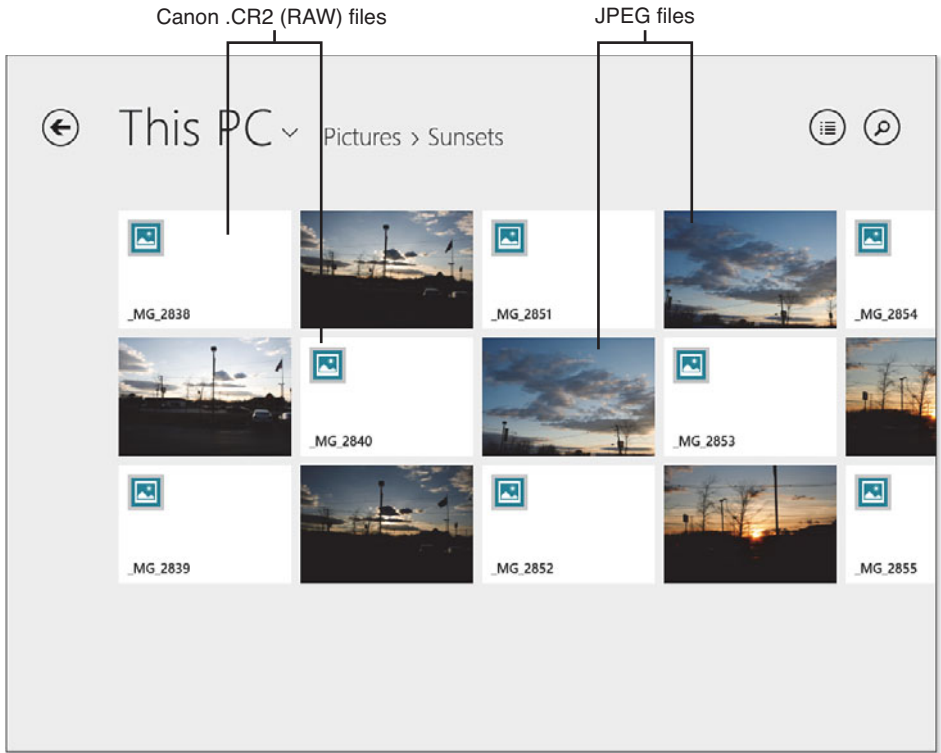 Canon .CR2 (RAW) files
JPEG files
This PC
Pictures > Sunsets
_MG_2838
_MG_2851
_MG_2854
_MG_2840
_MG_2853
_MG_2839
_MG_2852
_MG_2855